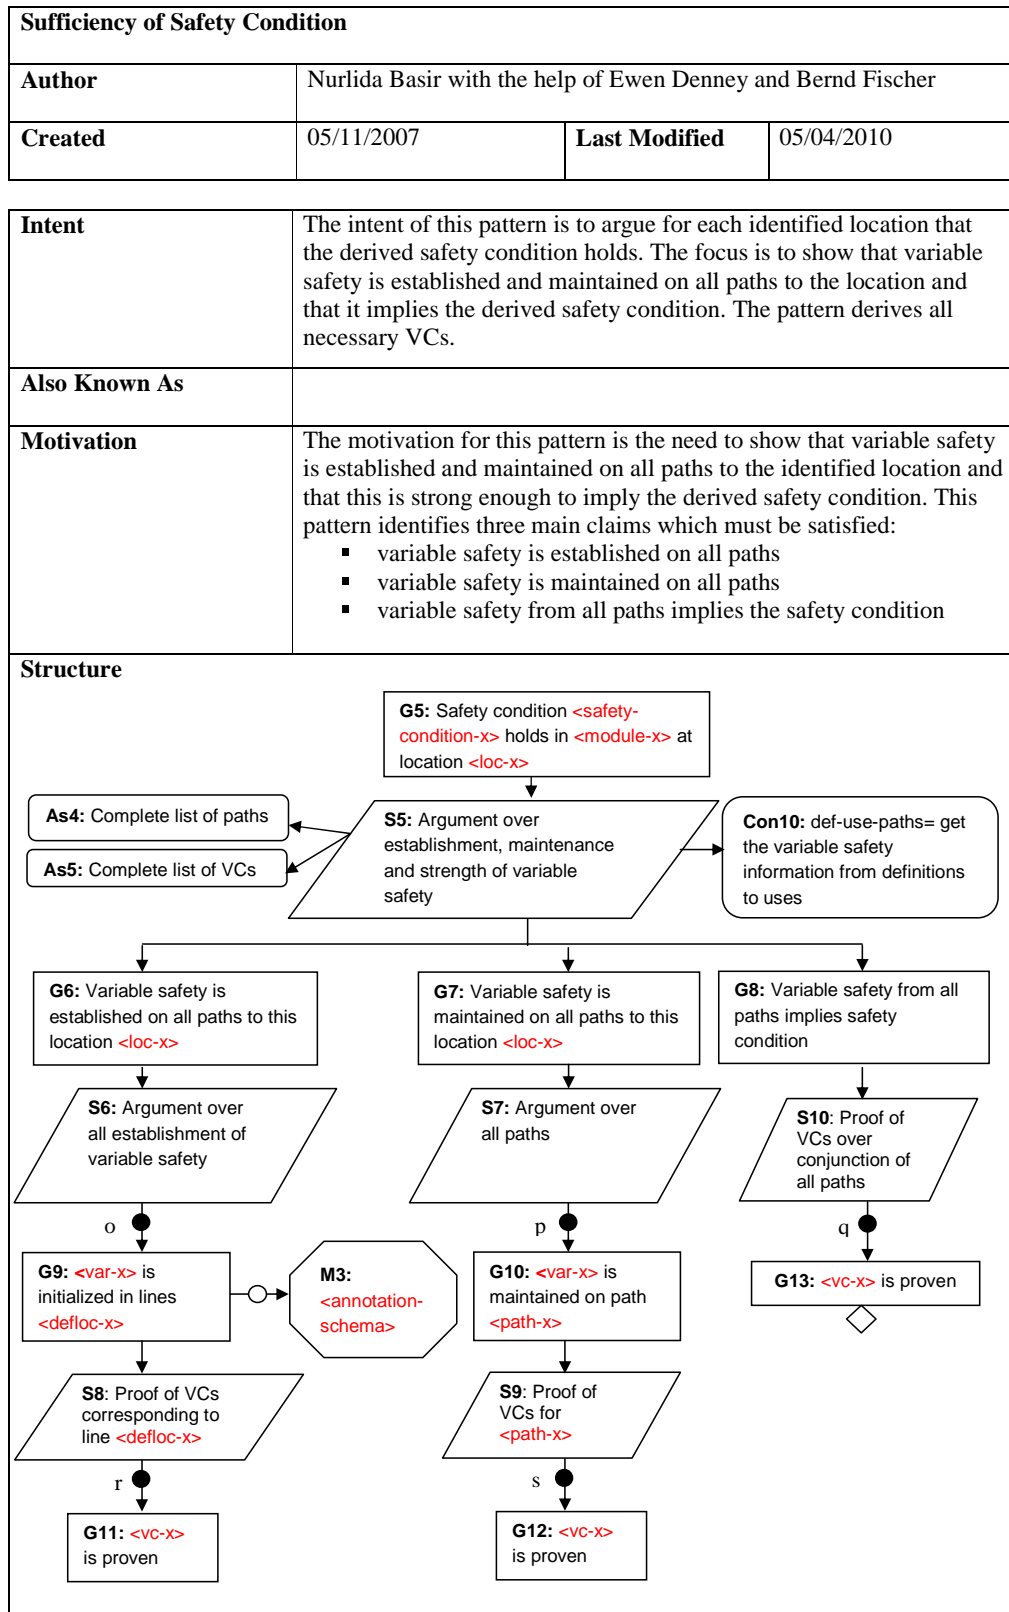 Sufficiency of Safety Condition
Author
Nurlida Basir with the help of Ewen Denney and Bernd Fischer
Created
05/11/2007
Last Modified
05/04/2010
Intent
The intent of this pattern is to argue for each identified location that
the derived safety condition holds. The focus is to show that variable
safety is established and maintained on all paths to the location and
that it implies the derived safety condition. The pattern derives all
necessary VCs.
Also Known As
Motivation
The motivation for this pattern is the need to show that variable safety
is established and maintained on all paths to the identified location and
that this is strong enough to imply the derived safety condition. This
pattern identifies three main claims which must be satisfied:
▪ variable safety is established on all paths
▪ variable safety is maintained on all paths
▪ variable safety from all paths implies the safety condition
Structure
G5: Safety condition <safety-
condition-x> holds in <module-x> at
location <loc-x>
As4: Complete list of paths
As5: Complete list of VCs
S5: Argument over
establishment, maintenance
and strength of variable
safety
Con10: def-use-paths= get
the variable safety
information from definitions
to uses
G6: Variable safety is
established on all paths to this
location <loc-x>
G7: Variable safety is
maintained on all paths to this
location <loc-x>
G8: Variable safety from all
paths implies safety
condition
S6: Argument over
all establishment of
variable safety
S7: Argument over
all paths
S10: Proof of
VCs over
conjunction of
all paths
o
p
q
G9: <var-x> is
initialized in lines
<defloc-x>
M3:
<annotation-
schema>
G10: <var-x> is
maintained on path
<path-x>
G13: <vc-x> is proven
S8: Proof of VCs
corresponding to
line <defloc-x>
S9: Proof of
VCs for
<path-x>
r
s
G11: <vc-x>
is proven
G12: <vc-x>
is proven